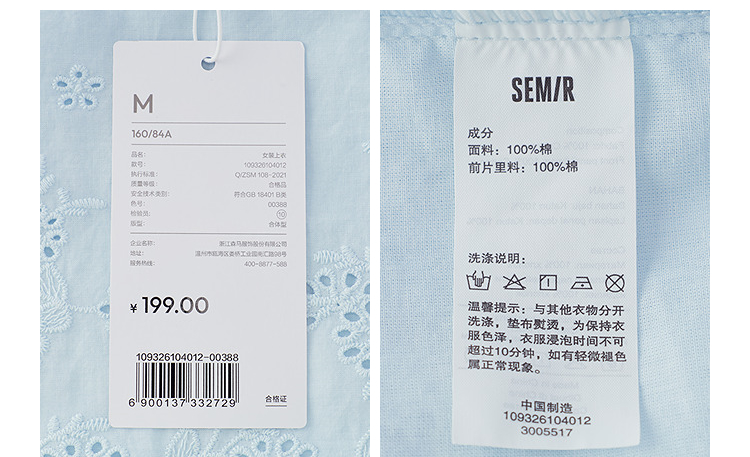 M
160/84A
品名: 女装上衣
款号: 109326104012
执行标准: Q/ZSM 108-2021
质量等级: 合格品
安全技术类别: 符合GB 18401 B类
色号: 00388
检验员: 10
版型: 合体型
企业名称: 浙江森马服饰股份有限公司
地址: 温州市瓯海区娄桥工业园南汇路98号
服务热线: 400-8877-588
¥ 199.00
109326104012-00388
6 900137 332729
合格证
SEMIR
成分
面料：100%棉
前片里料：100%棉
洗涤说明:
温馨提示：与其他衣物分开
洗涤，垫布熨烫，为保持衣
服色泽，衣服浸泡时间不可
超过10分钟，如有轻微褪色
属正常现象。
中国制造
109326104012
3005517